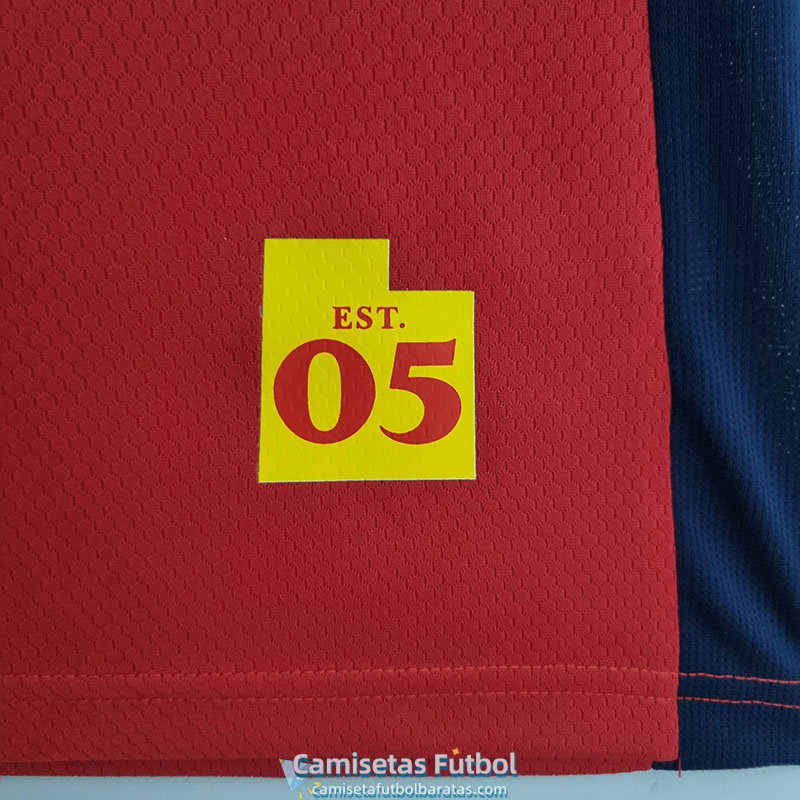 EST.
05
Camisetas Futbol
camisetafutbolbaratas.com